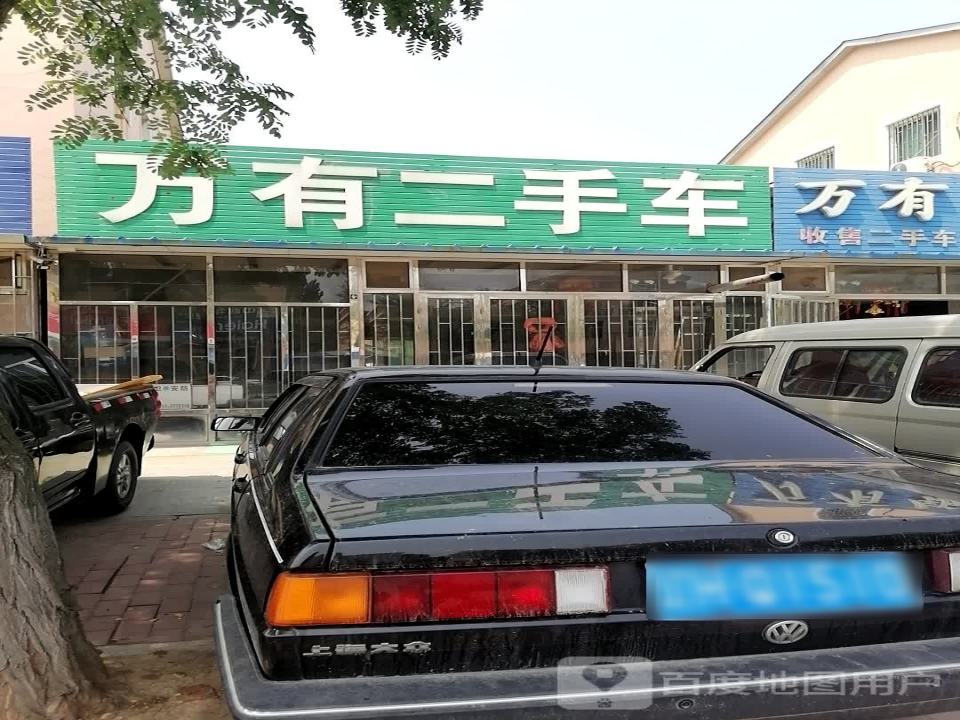 万有二手车
万有
收售二手车
上海大众
百度地图用户